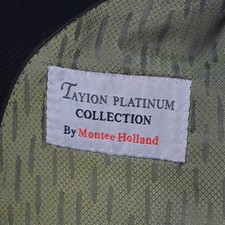 TAYION PLATINUM
COLLECTION
By Montee Holland